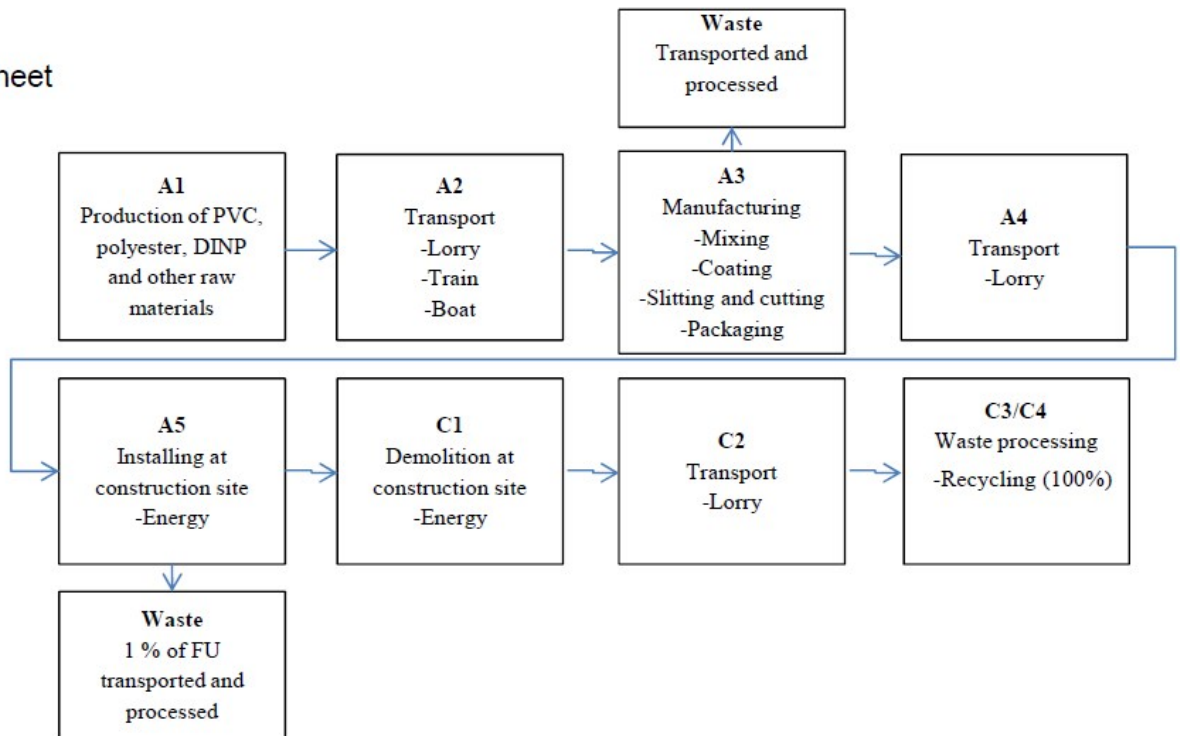 Waste
Transported and
processed
A1
Production of PVC,
polyester, DINP
and other raw
materials
A2
Transport
-Lorry
-Train
-Boat
A3
Manufacturing
-Mixing
-Coating
-Slitting and cutting
-Packaging
A4
Transport
-Lorry
A5
Installing at
construction site
-Energy
C1
Demolition at
construction site
-Energy
C2
Transport
-Lorry
C3/C4
Waste processing
-Recycling (100%)
Waste
1 % of FU
transported and
processed